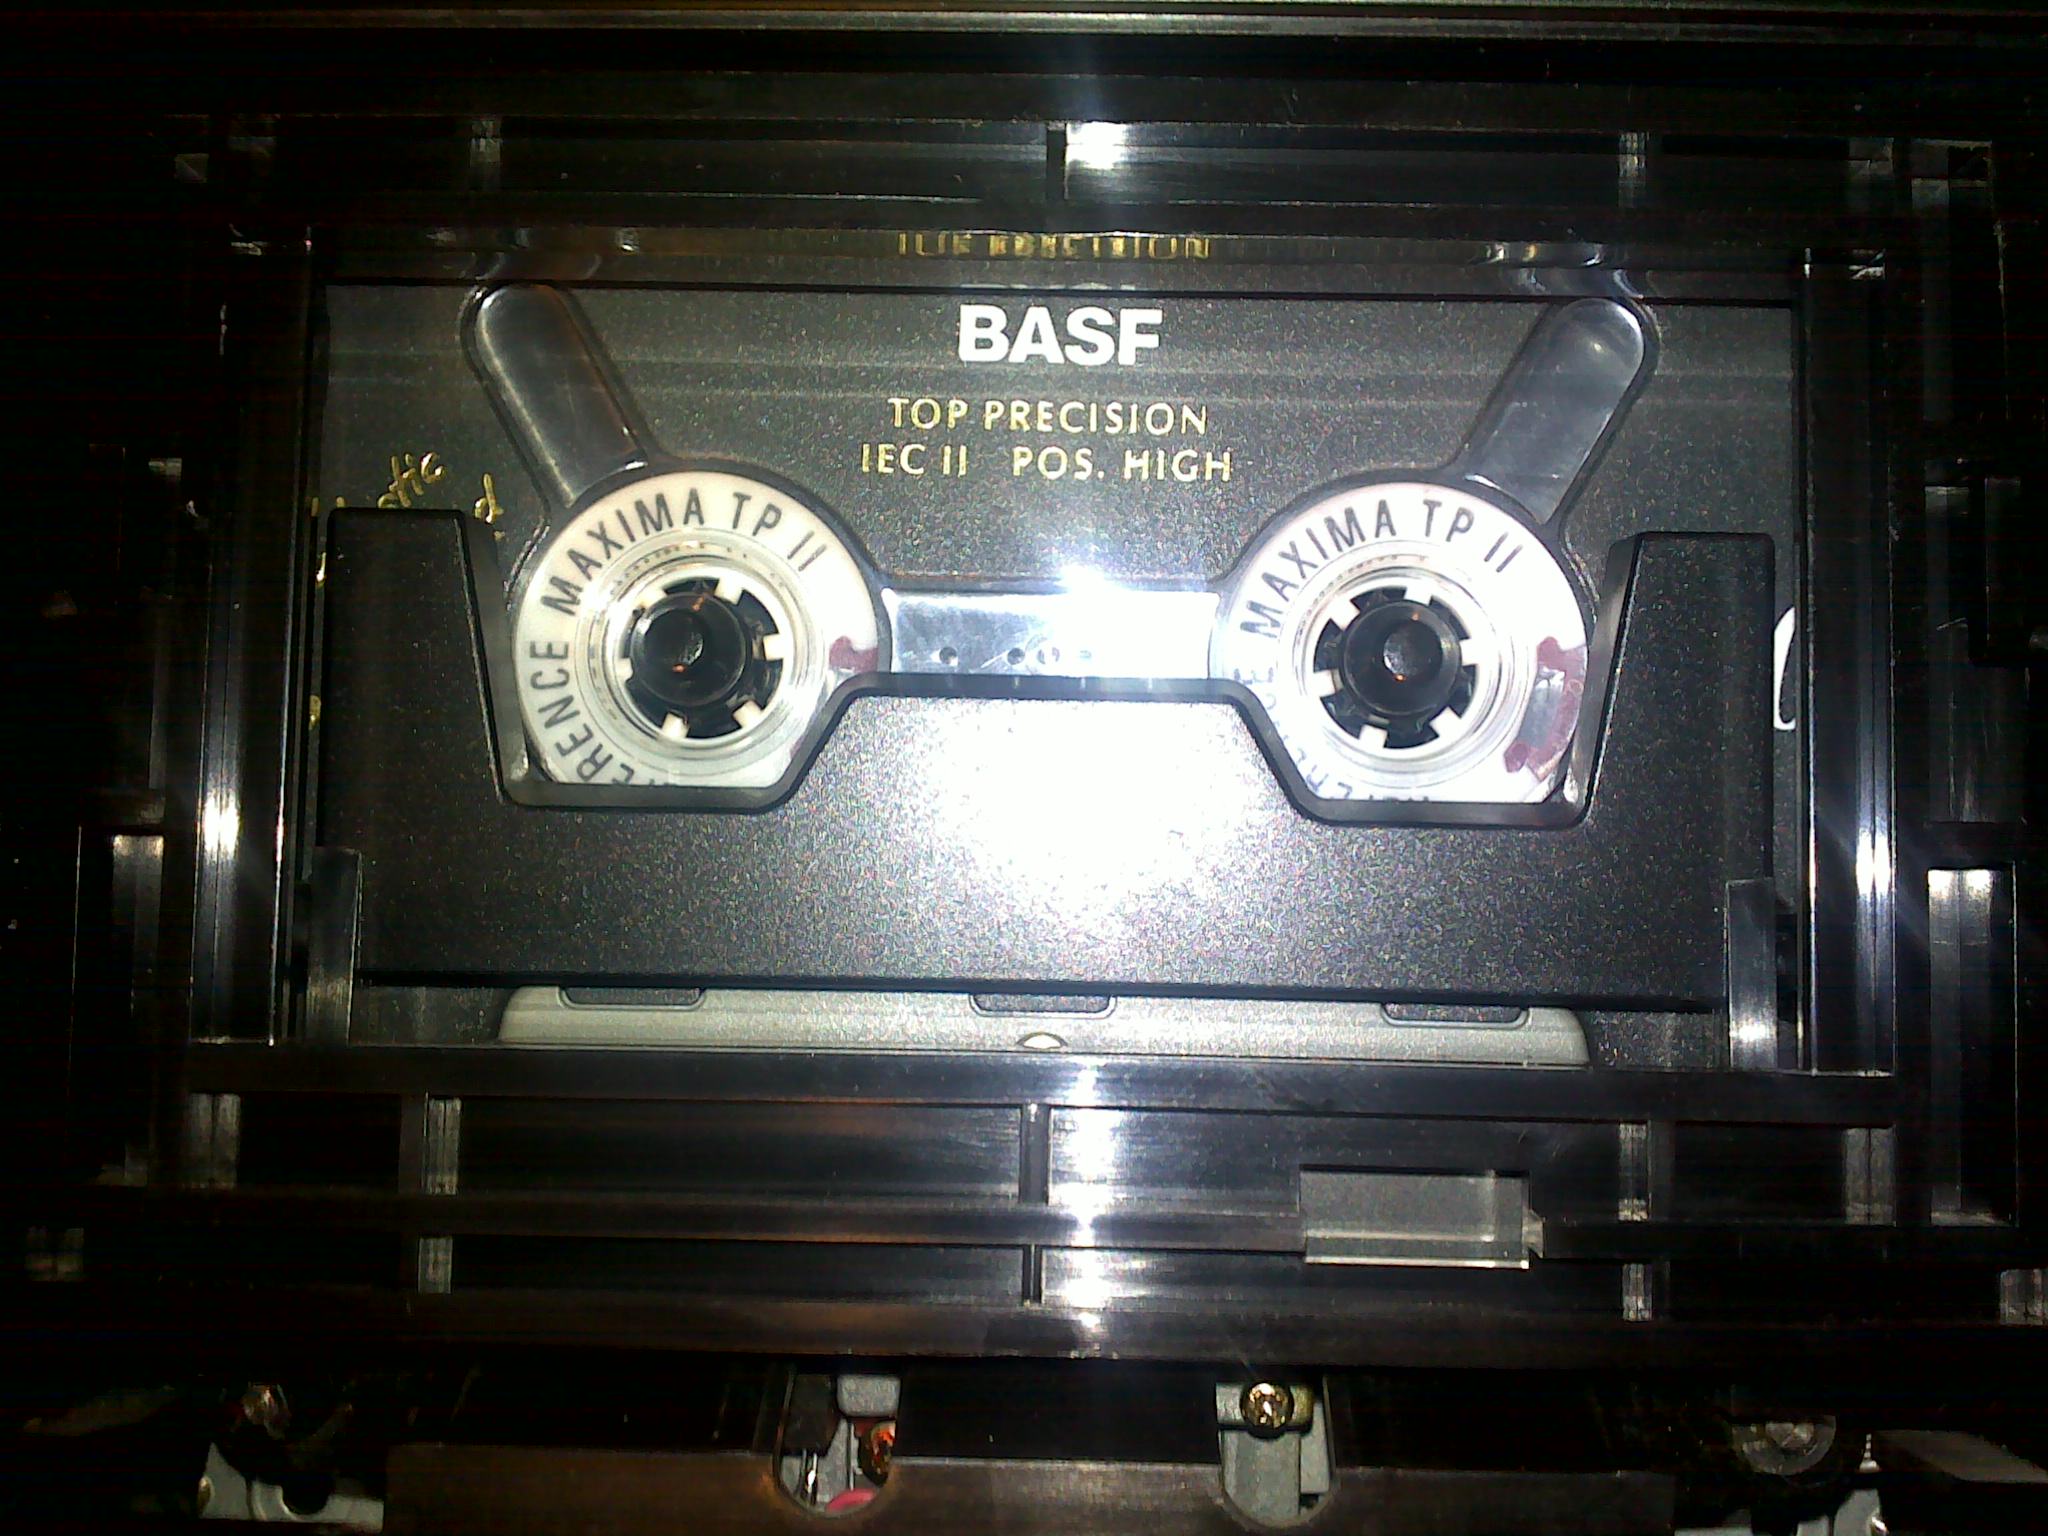 BASF
TOP PRECISION
IEC II POS. HIGH
MAXIMA TP II
MAXIMA TP II